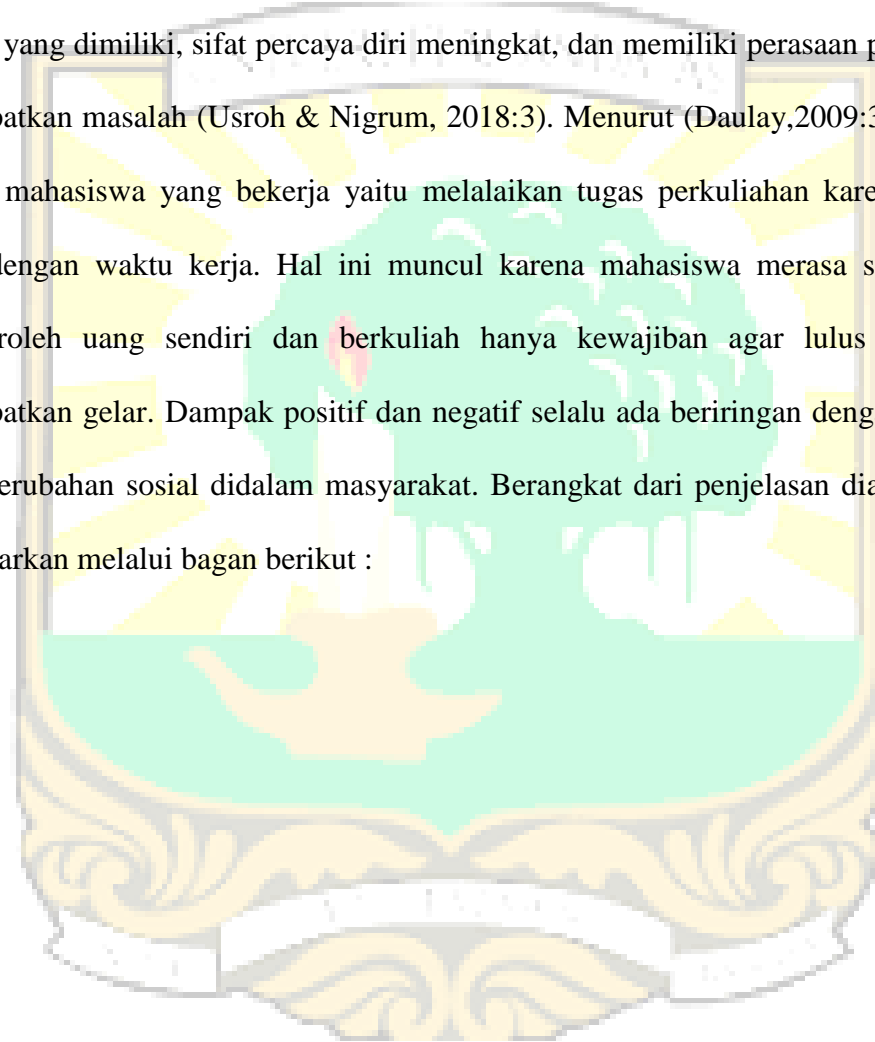 yang dimiliki, sifat percaya diri meningkat, dan memiliki perasaan p
patkan masalah (Usroh & Nigrum, 2018:3). Menurut (Daulay,2009:3
mahasiswa yang bekerja yaitu melalaikan tugas perkuliahan kare
dengan waktu kerja. Hal ini muncul karena mahasiswa merasa s
roleh uang sendiri dan berkuliah hanya kewajiban agar lulus
patkan gelar. Dampak positif dan negatif selalu ada beriringan deng
erubahan sosial didalam masyarakat. Berangkat dari penjelasan dia
arkan melalui bagan berikut :